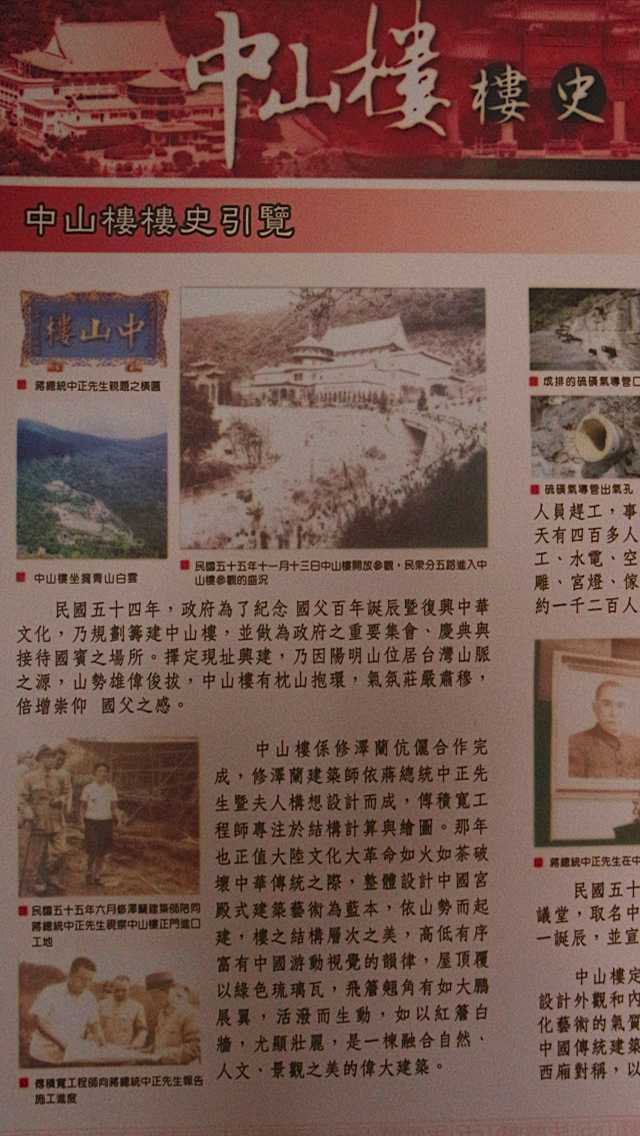 中山樓 樓史
中山樓樓史引覽
中山樓
蔣總統中正先生親題之橫匾
中山樓坐擁青山白雲
民國五十五年十一月十三日中山樓開放參觀，民眾分五路進入中
山樓參觀的盛況
民國五十四年，政府為了紀念 國父百年誕辰暨復興中華
文化，乃規劃籌建中山樓，並做為政府之重要集會、慶典與
接待國賓之場所。擇定現址興建，乃因陽明山位居台灣山脈
之源，山勢雄偉俊拔，中山樓有枕山抱環，氣氛莊嚴肅穆，
倍增崇仰 國父之感。
民國五十五年六月修澤蘭建築師陪同
蔣總統中正先生視察中山樓正門進口
工地
傅積寬工程師向蔣總統中正先生報告
施工進度
中山樓係修澤蘭伉儷合作完
成，修澤蘭建築師依蔣總統中正先
生暨夫人構想設計而成，傅積寬工
程師專注於結構計算與繪圖。那年
也正值大陸文化大革命如火如荼破
壞中華傳統之際，整體設計中國宮
殿式建築藝術為藍本，依山勢而起
建，樓之結構層次之美，高低有序
富有中國游動視覺的韻律，屋頂覆
以綠色琉璃瓦，飛簷翹角有如大鵬
展翼，活潑而生動，如以紅簷白
牆，尤顯壯麗，是一棟融合自然、
人文、景觀之美的偉大建築。
成排的硫磺氣導管口
硫磺氣導管出氣孔
人員趕工，事
天有四百多人
工、水電、空
雕、宮燈、傢
約一千二百人
蔣總統中正先生在中
民國五十
議堂，取名中
一誕辰，並宣
中山樓定
設計外觀和內
化藝術的氣質
中國傳統建築
西廂對稱，以